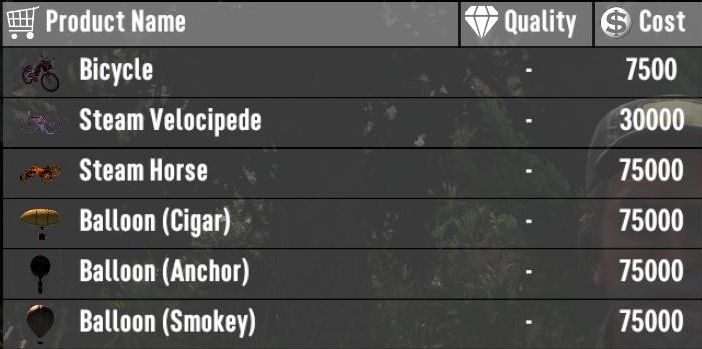 Product Name Quality $ Cost
Bicycle - 7500
Steam Velocipede - 30000
Steam Horse - 75000
Balloon (Cigar) - 75000
Balloon (Anchor) - 75000
Balloon (Smokey) - 75000